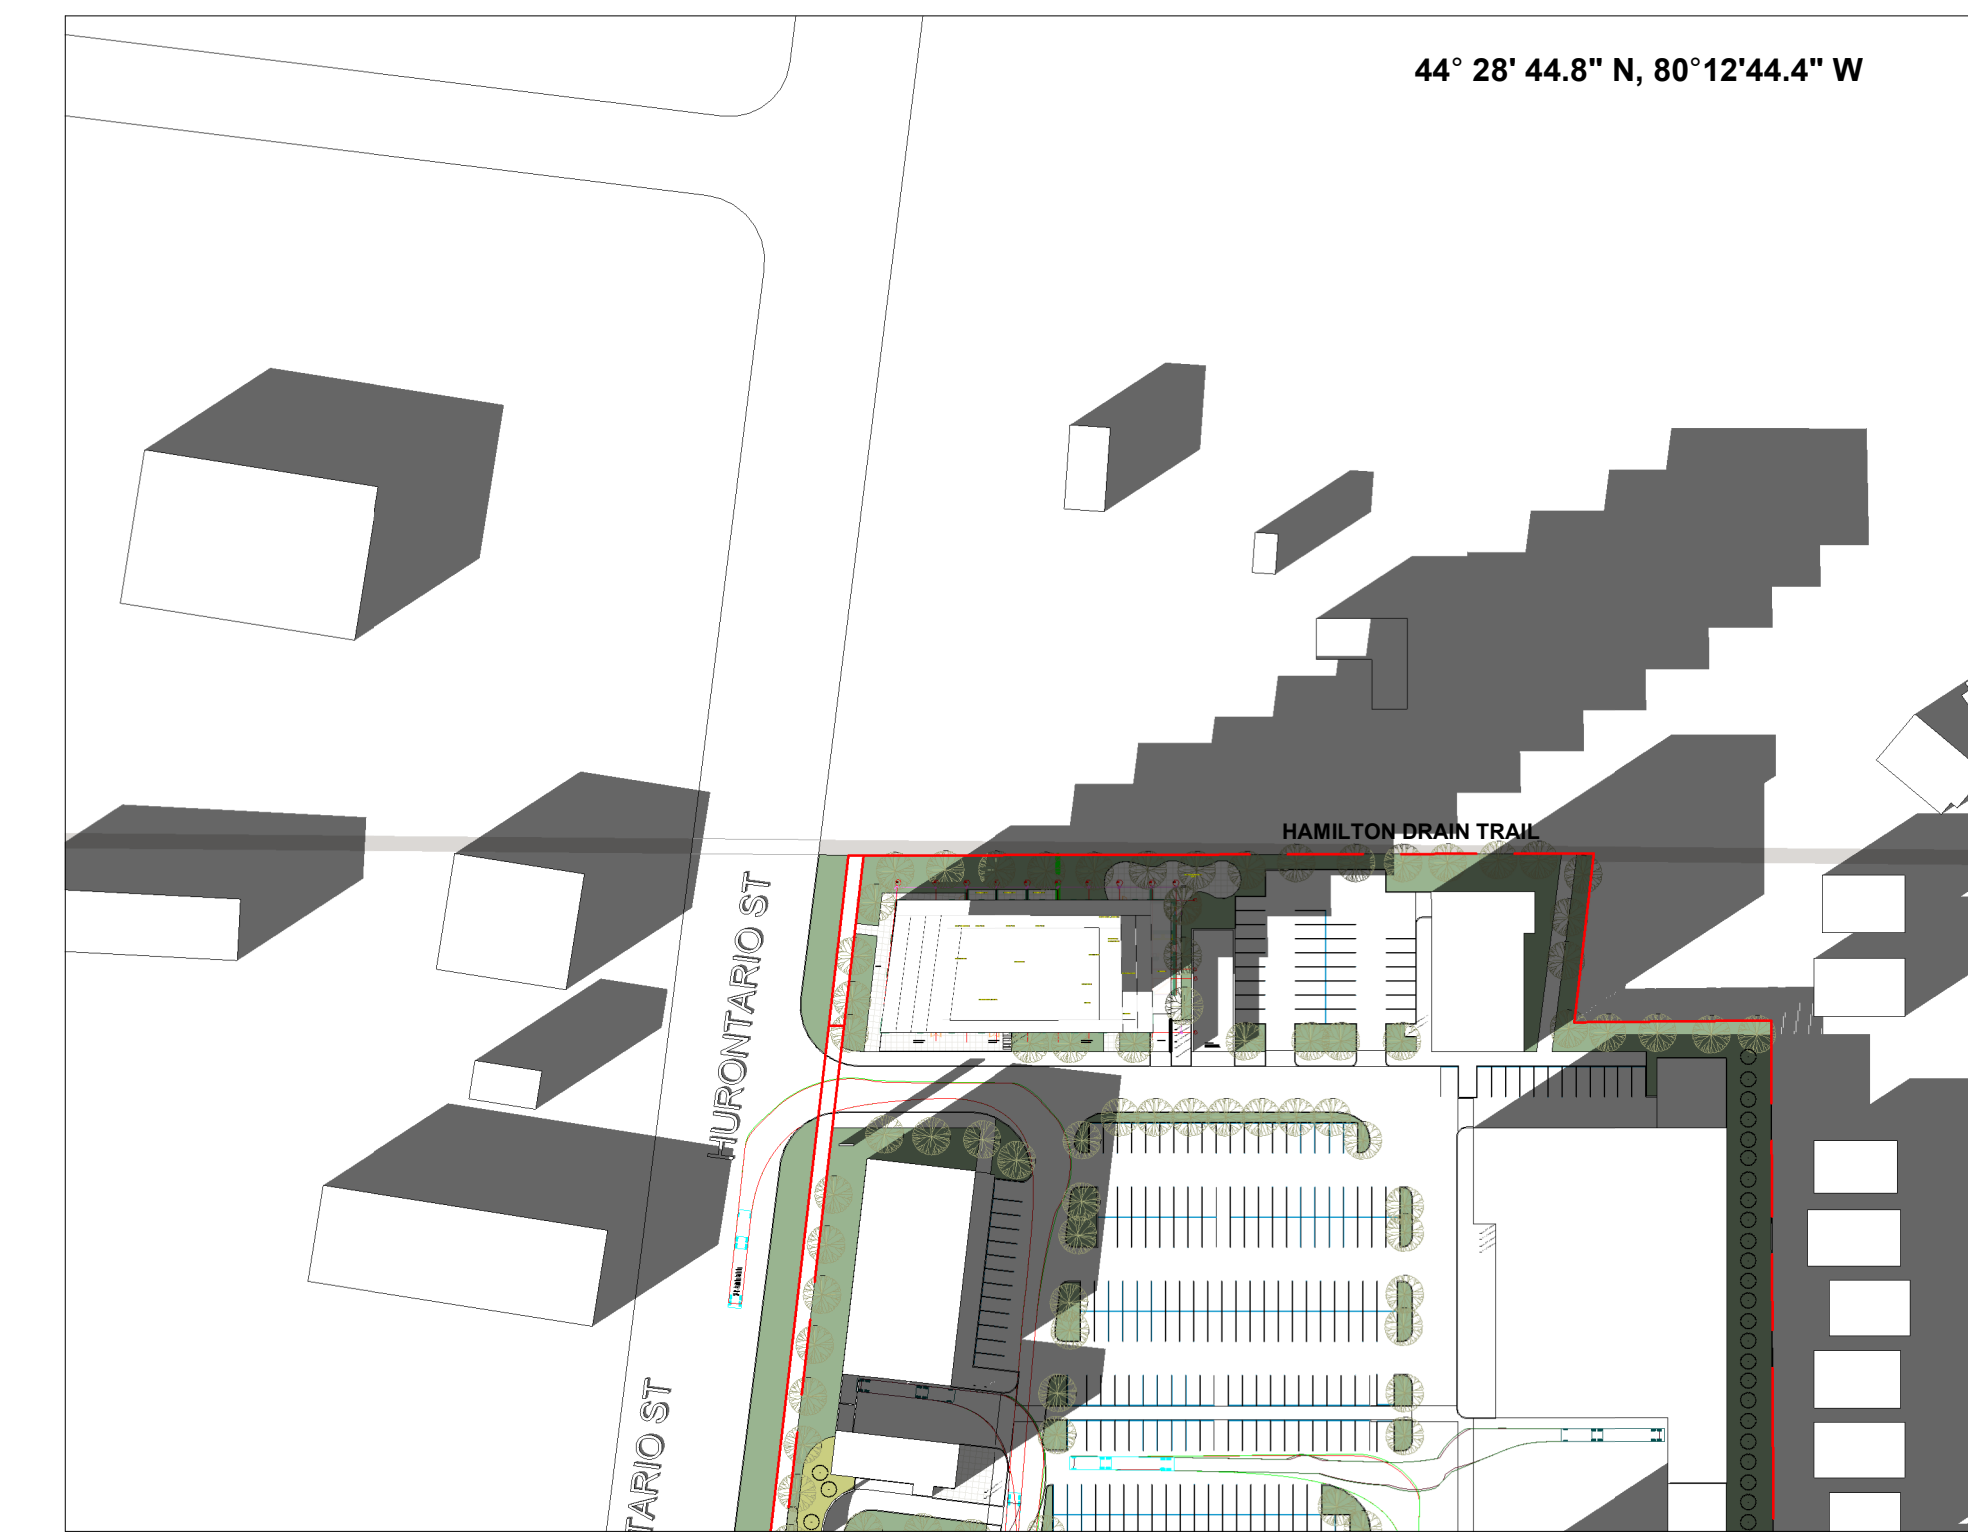 44° 28' 44.8" N, 80°12'44.4" W
HAMILTON DRAIN TRAIL
HURONTARIO ST
TARIO ST